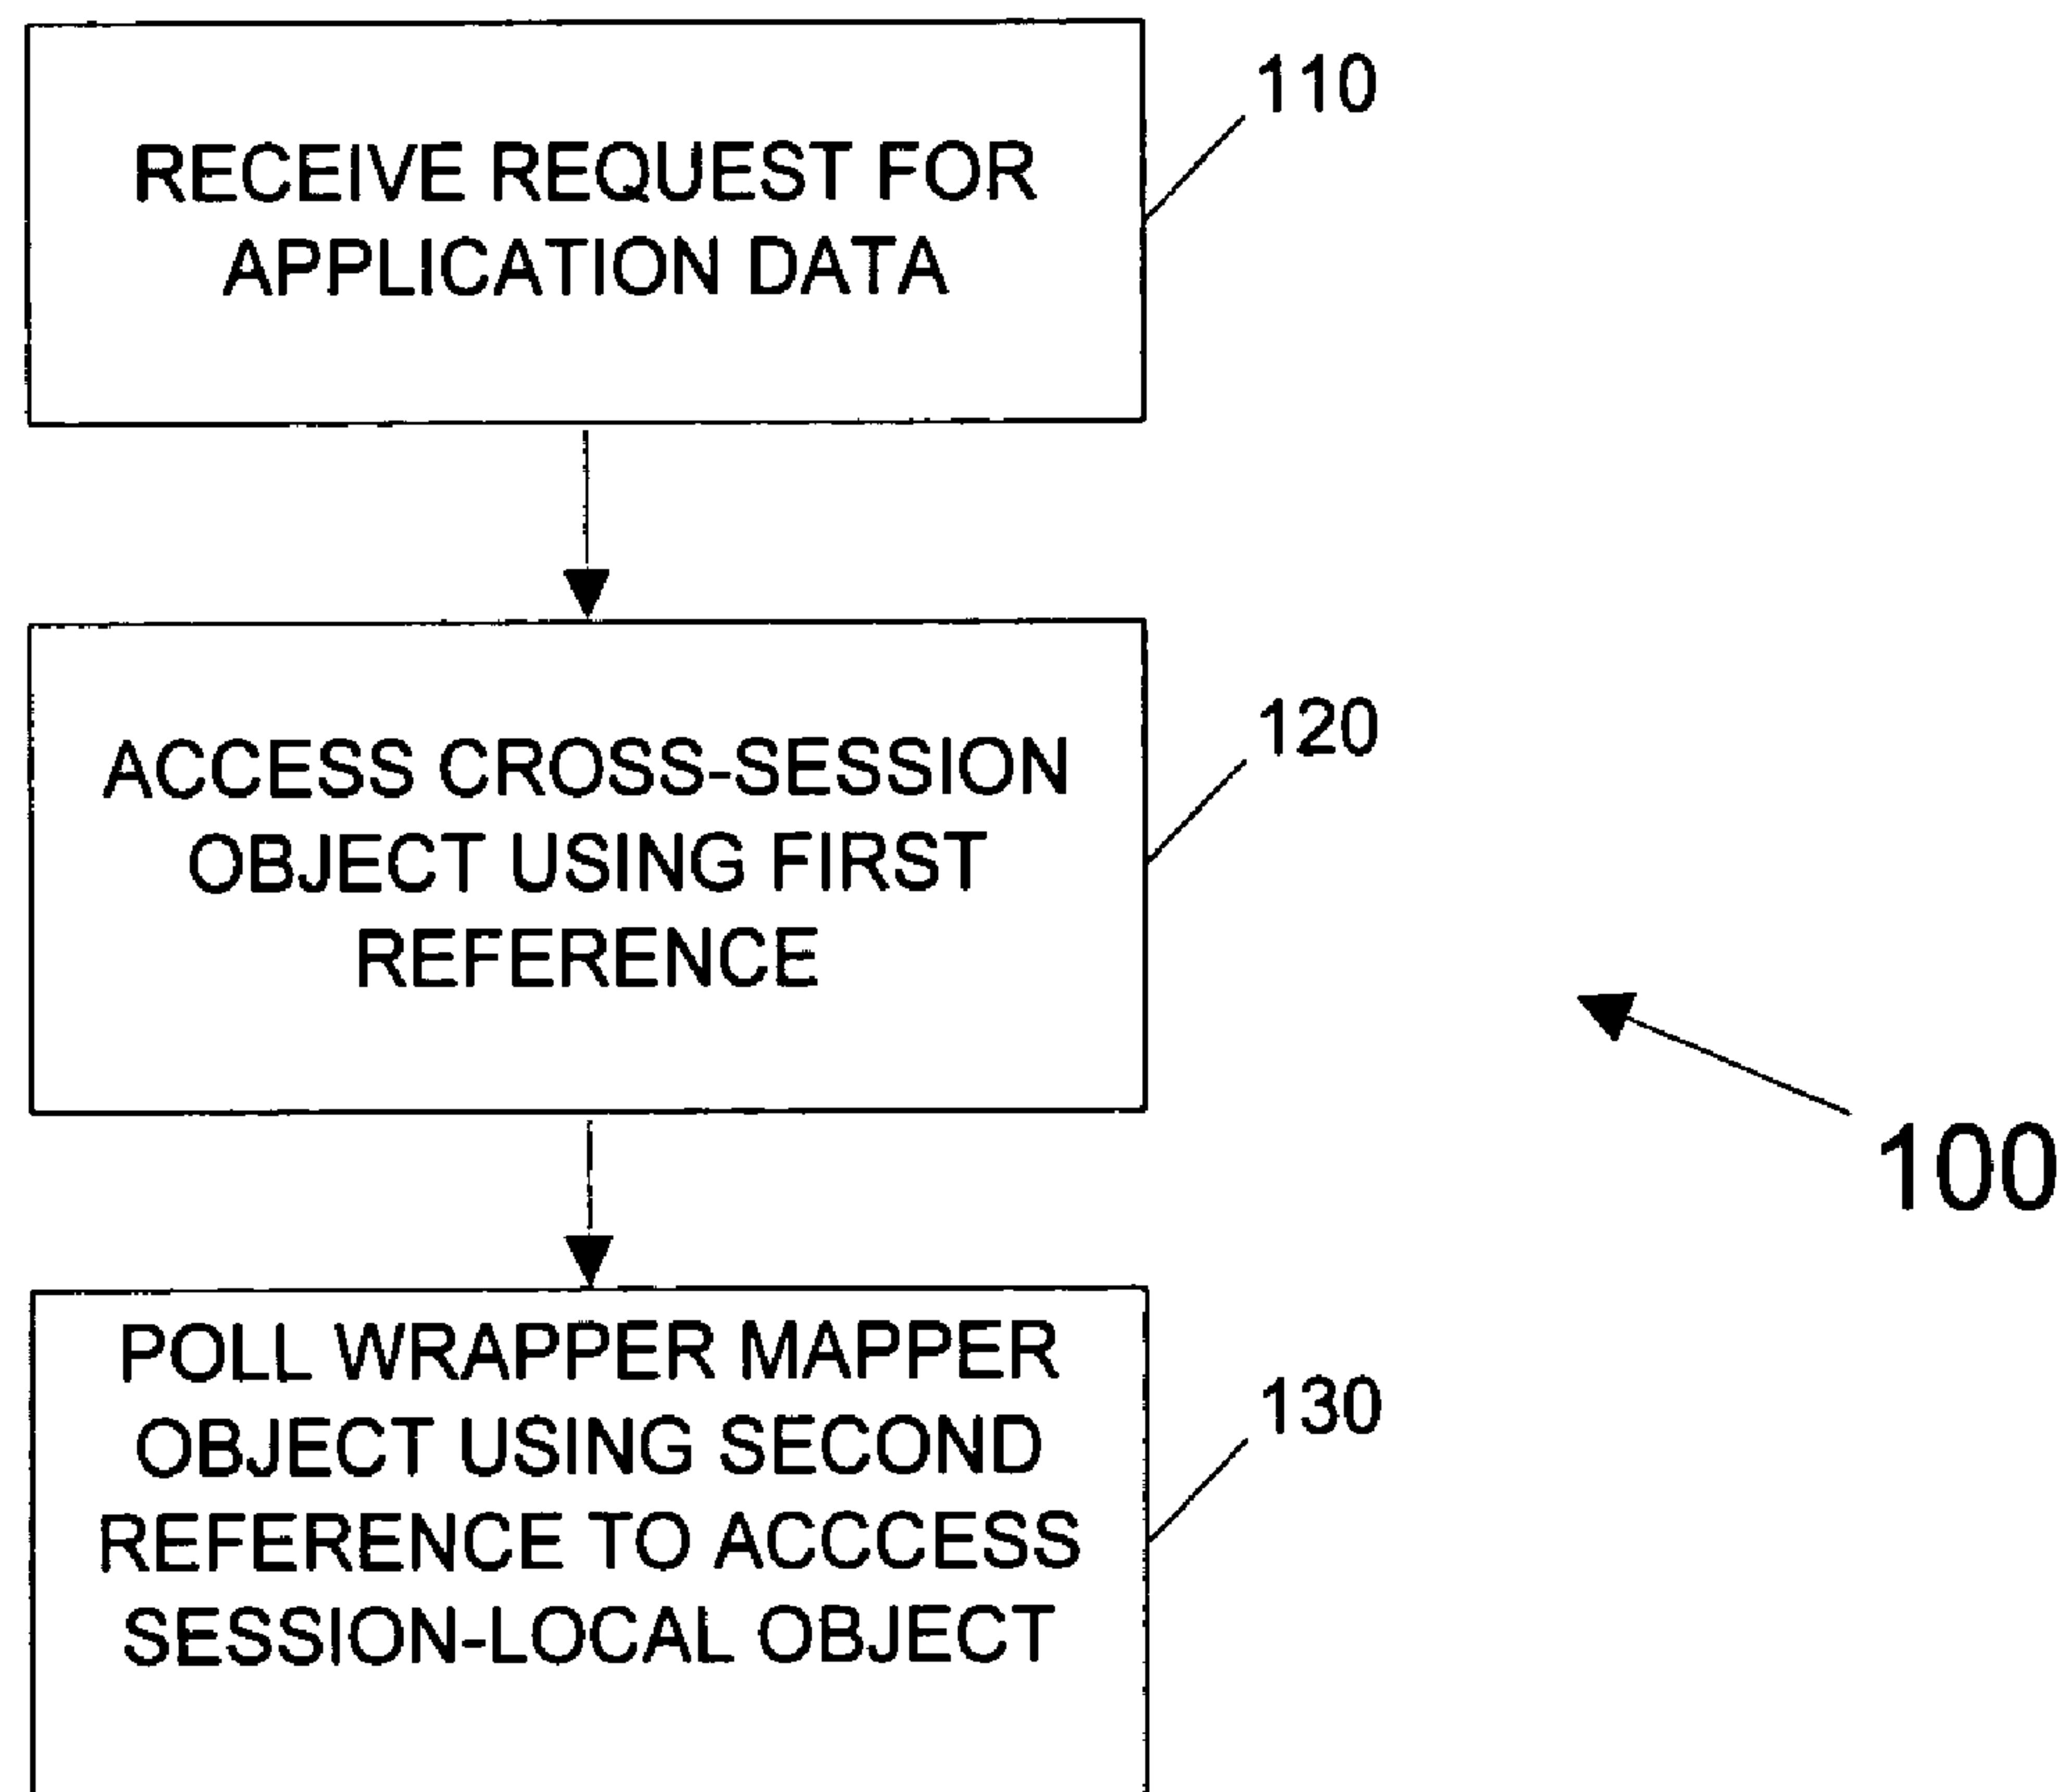 110
RECEIVE REQUEST FOR
APPLICATION DATA
120
ACCESS CROSS-SESSION
OBJECT USING FIRST
REFERENCE
100
POLL WRAPPER MAPPER
OBJECT USING SECOND
REFERENCE TO ACCCESS
SESSION-LOCAL OBJECT
130